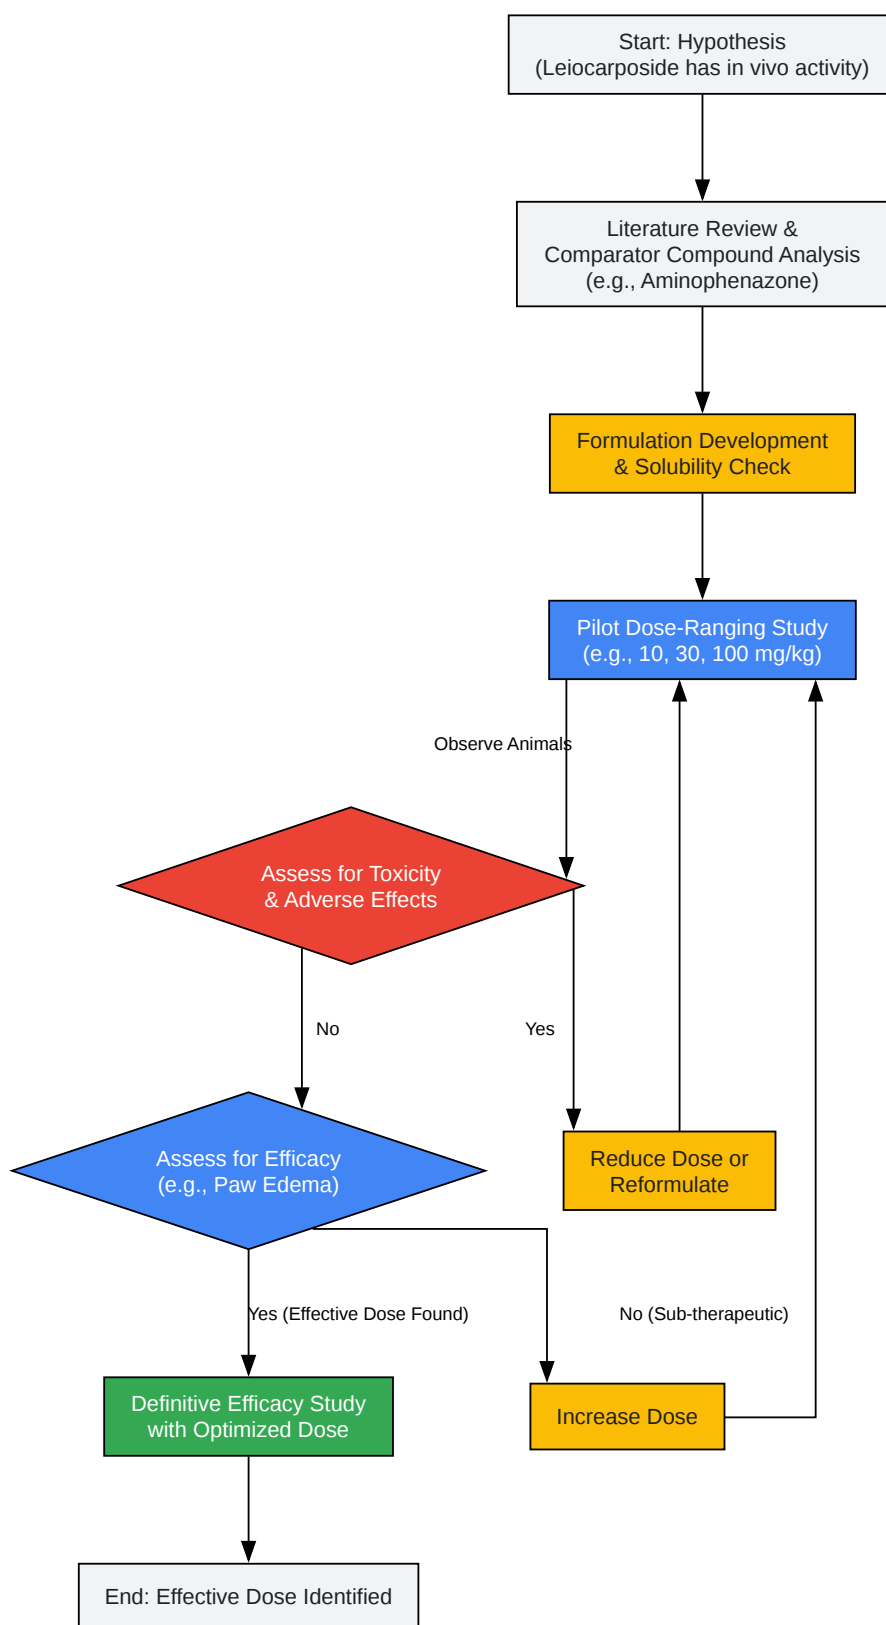 Start: Hypothesis
(Leiocarposide has in vivo activity)
Literature Review &
Comparator Compound Analysis
(e.g., Aminophenazone)
Formulation Development
& Solubility Check
Pilot Dose-Ranging Study
(e.g., 10, 30, 100 mg/kg)
Observe Animals
Assess for Toxicity
& Adverse Effects
No
Yes
Assess for Efficacy
(e.g., Paw Edema)
Reduce Dose or
Reformulate
Yes (Effective Dose Found)
No (Sub-therapeutic)
Definitive Efficacy Study
with Optimized Dose
Increase Dose
End: Effective Dose Identified